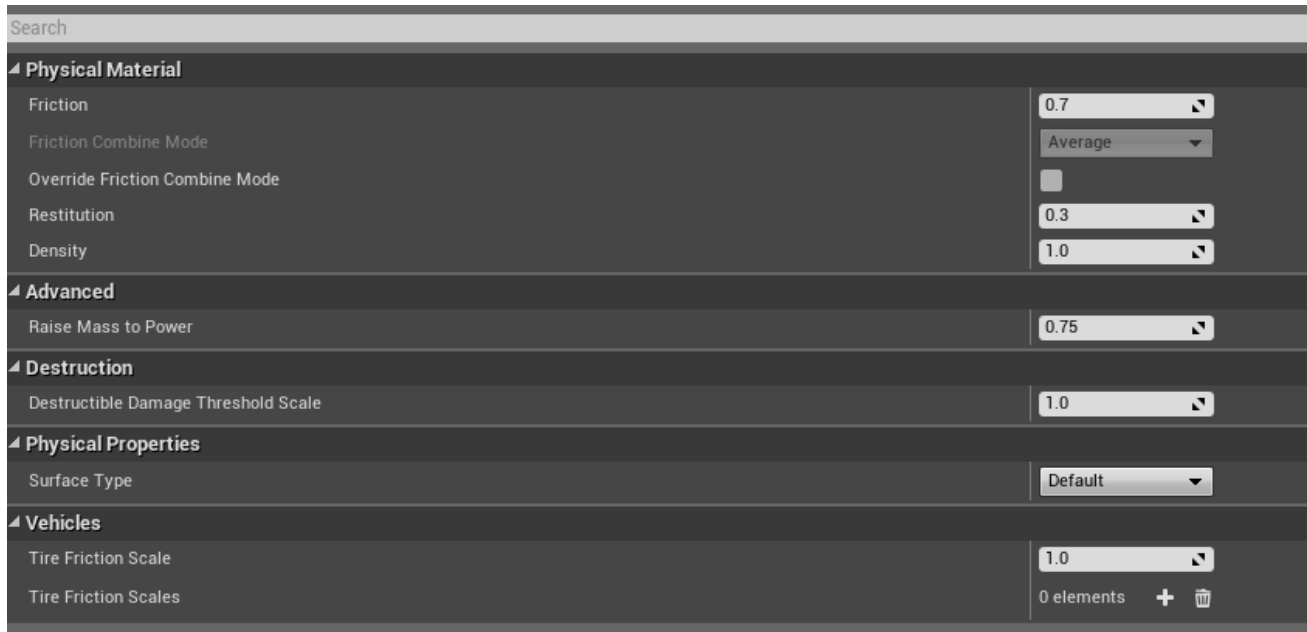 Search
Physical Material
Friction 0.7
Friction Combine Mode Average
Override Friction Combine Mode
Restitution 0.3
Density 1.0
Advanced
Raise Mass to Power 0.75
Destruction
Destructible Damage Threshold Scale 1.0
Physical Properties
Surface Type Default
Vehicles
Tire Friction Scale 1.0
Tire Friction Scales 0 elements